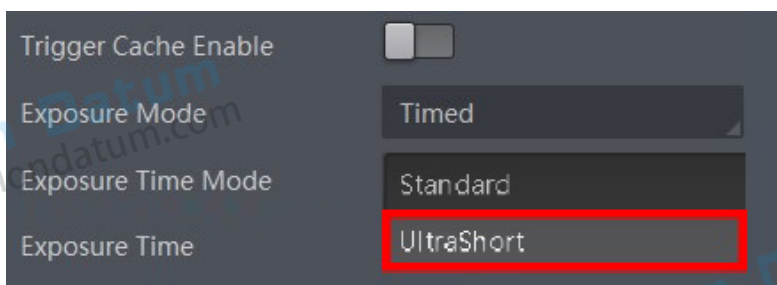 Trigger Cache Enable
Exposure Mode Timed
Exposure Time Mode Standard
Exposure Time UltraShort